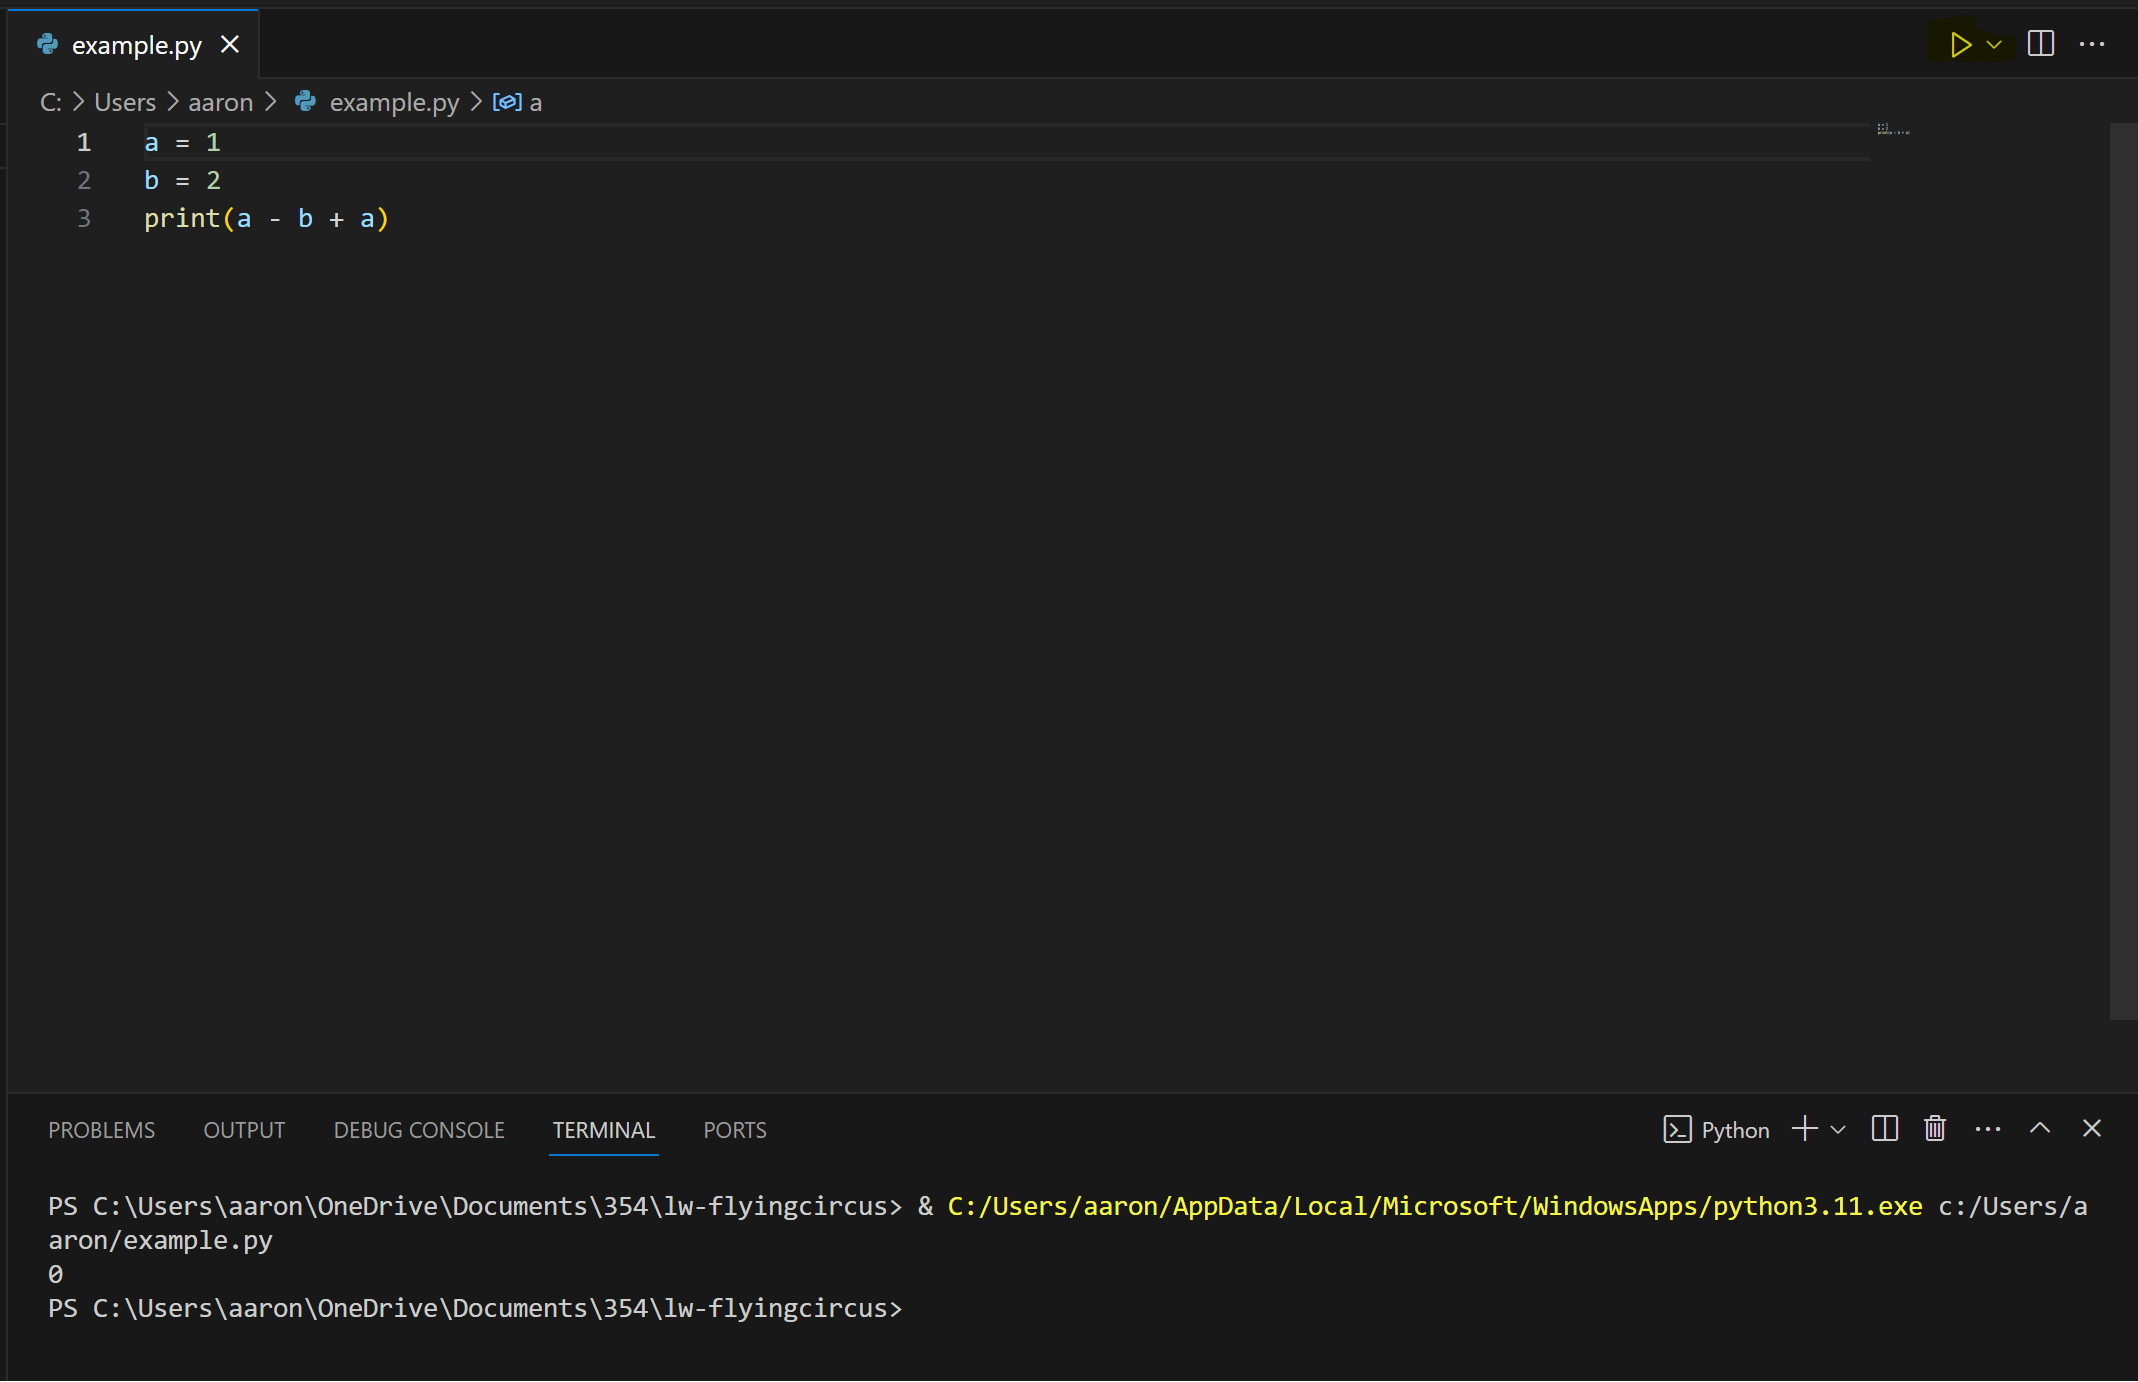 example.py
C: > Users > aaron > example.py > a
1 a = 1
2 b = 2
3 print(a - b + a)
PROBLEMS OUTPUT DEBUG CONSOLE TERMINAL PORTS Python
PS C:\Users\aaron\OneDrive\Documents\354\lw-flyingcircus> & C:/Users/aaron/AppData/Local/Microsoft/WindowsApps/python3.11.exe c:/Users/a
aron/example.py
0
PS C:\Users\aaron\OneDrive\Documents\354\lw-flyingcircus>